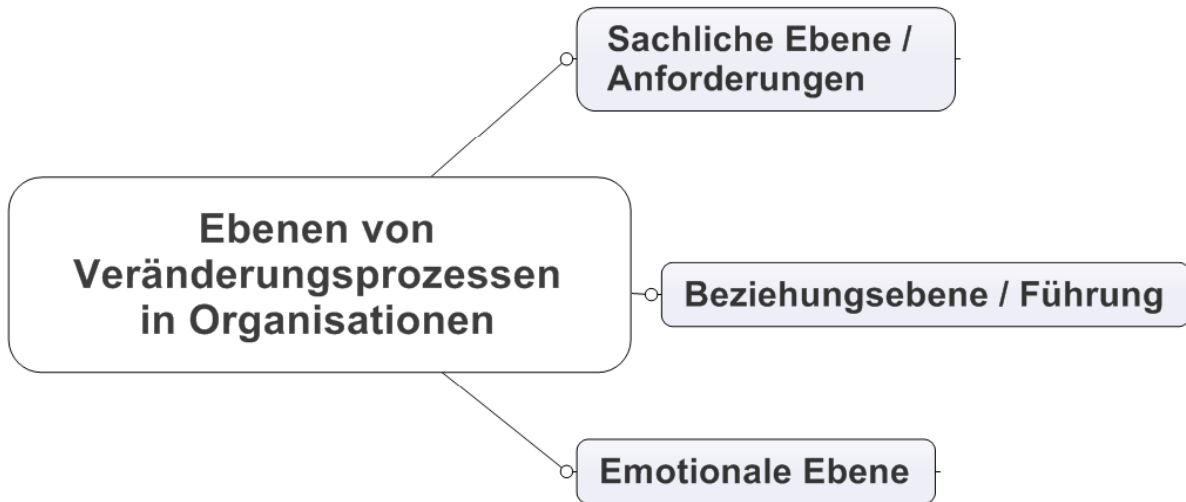 Sachliche Ebene /
Anforderungen
Ebenen von
Veränderungsprozessen
in Organisationen
Beziehungsebene / Führung
Emotionale Ebene